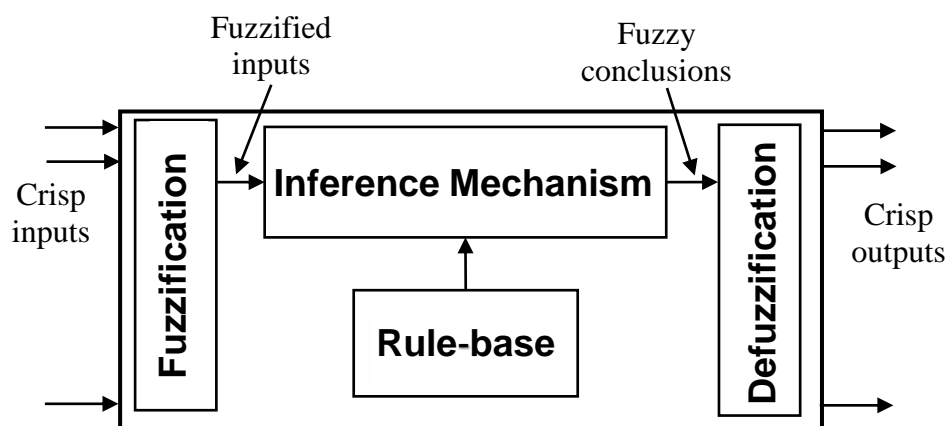 Fuzzified
inputs
Fuzzy
conclusions
Crisp
inputs
Fuzzification
Inference Mechanism
Rule-base
Defuzzification
Crisp
outputs